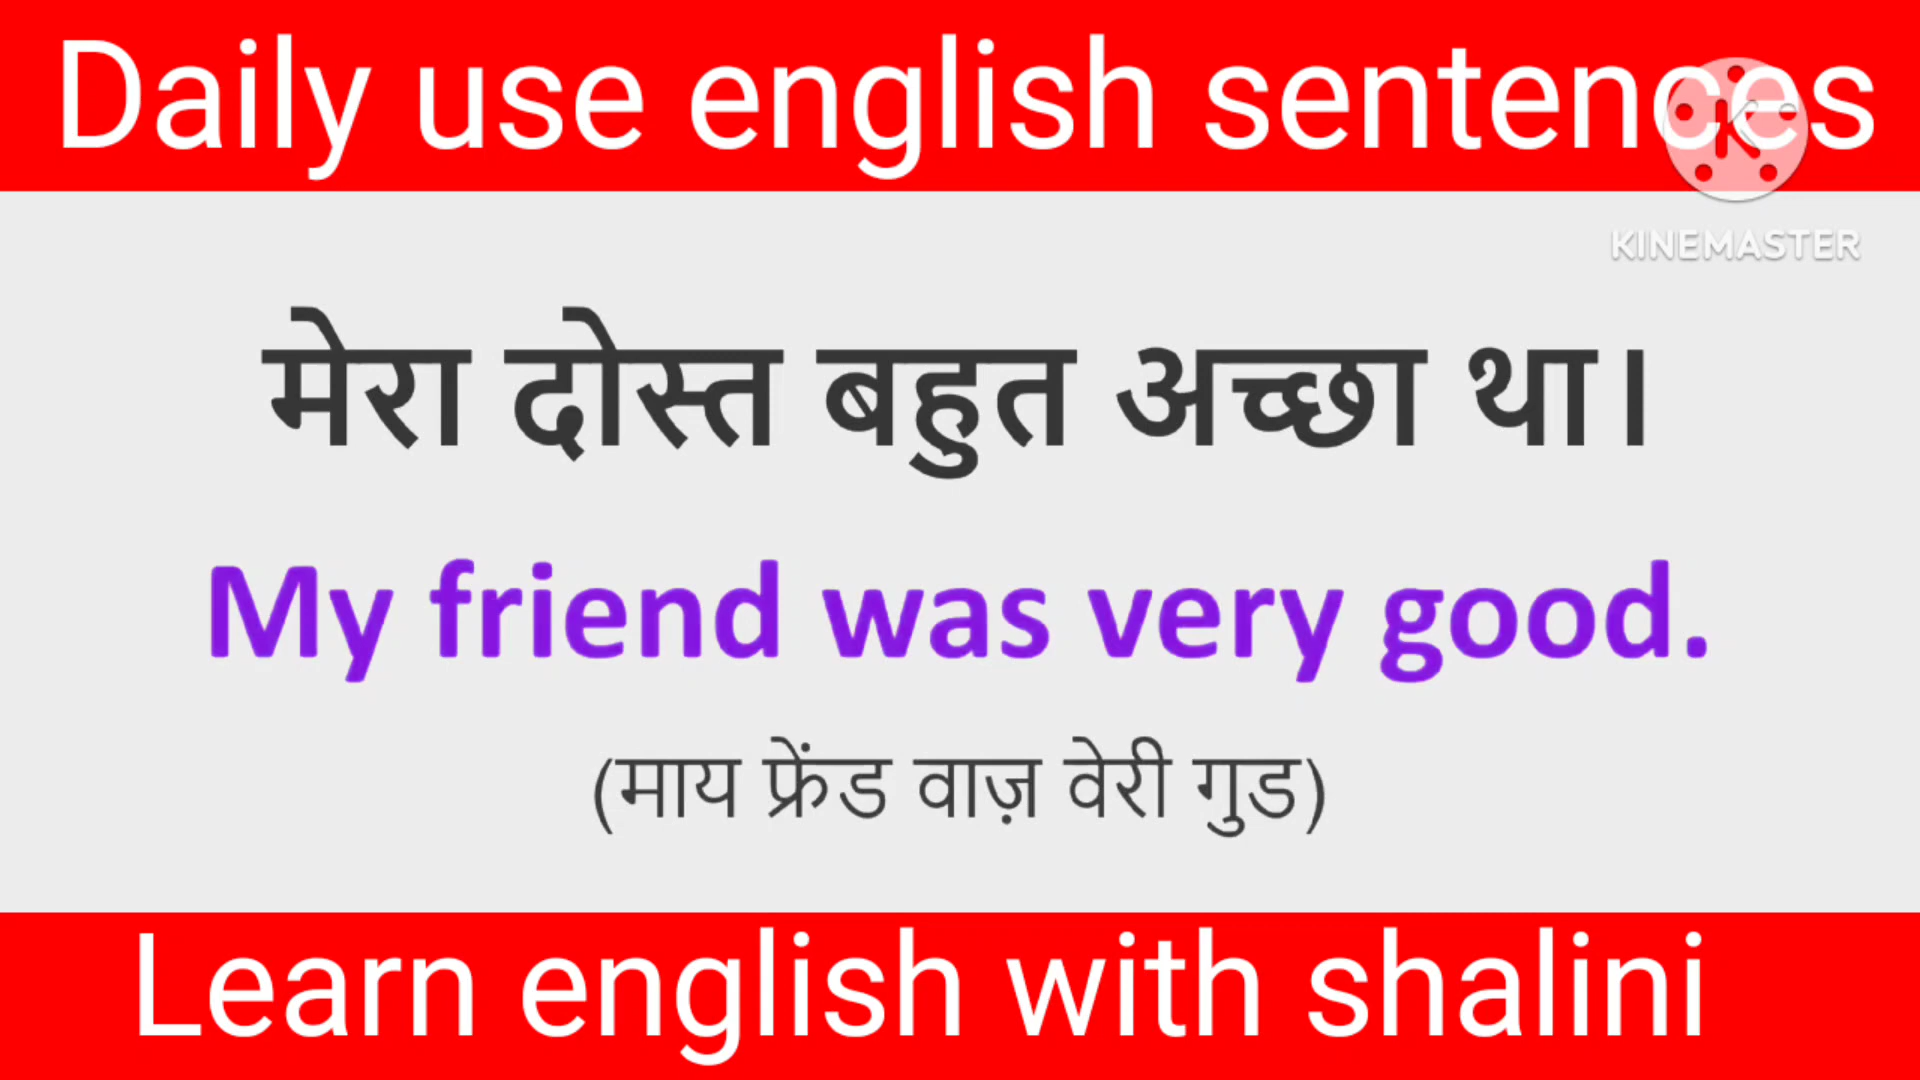 Daily use english sentences
KINEMASTER
मेरा दोस्त बहुत अच्छा था।
My friend was very good.
(माय फ्रेंड वाज़ वेरी गुड)
Learn english with shalini